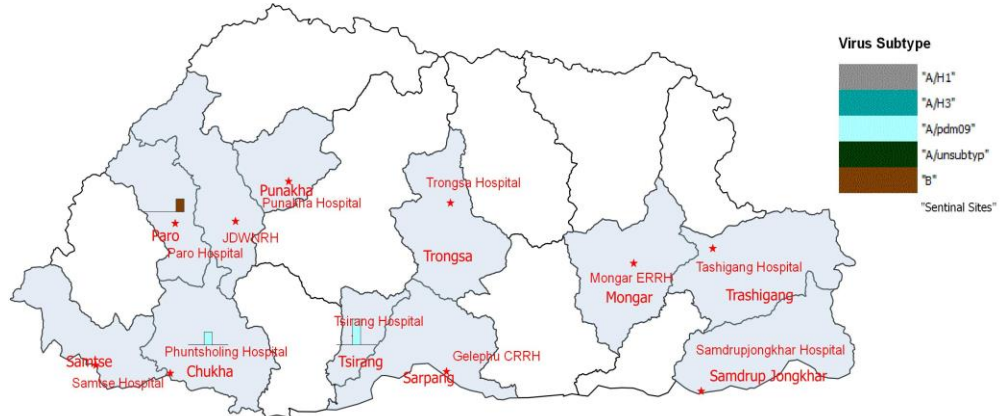 Virus Subtype
"A/H1"
"A/H3"
"A/pdm09"
"A/unsubtyp"
"B"
"Sentinal Sites"
Trongsa Hospital
Punakha
Punakha Hospital
Paro
JDWNRH
Paro Hospital
Trongsa
Mongar ERRH
Mongar
Tashigang Hospital
Trashigang
Tsirang Hospital
Phuntsholing Hospital
Chukha
Tsirang
Gelephu CRRH
Sarpang
Samtse
Samtse Hospital
Samdrupjongkhar Hospital
Samdrup Jongkhar